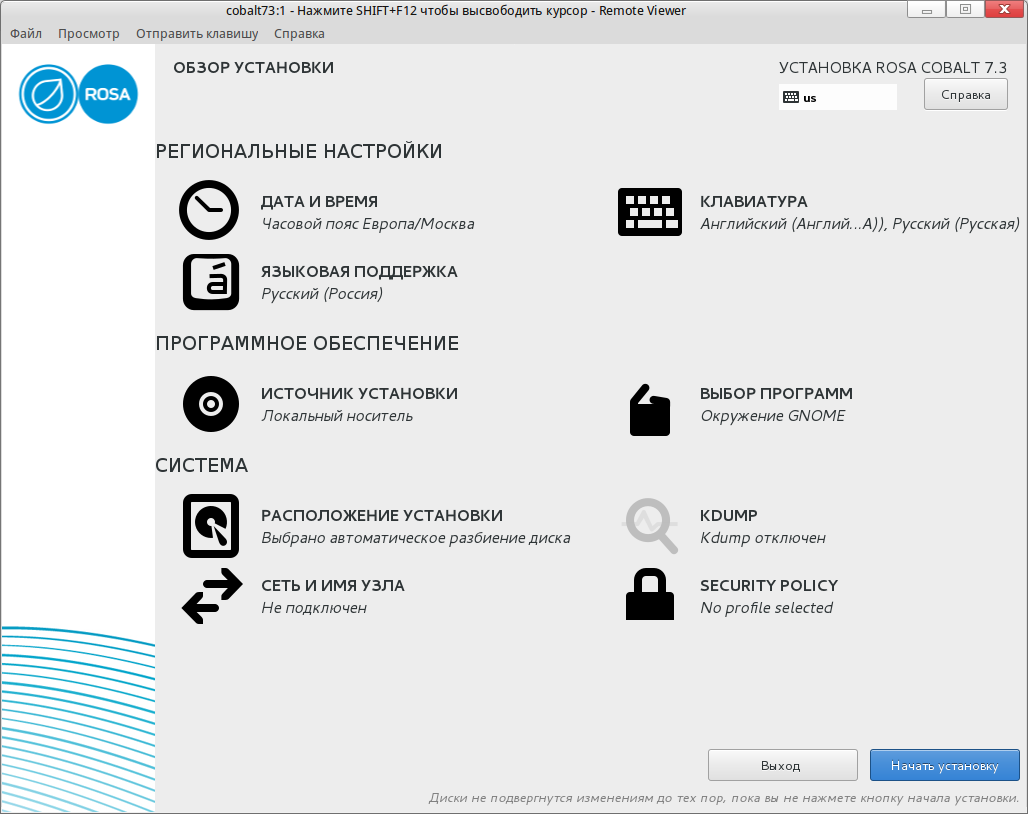 cobalt73:1 - Нажмите SHIFT+F12 чтобы высвободить курсор - Remote Viewer
Файл Просмотр Отправить клавишу Справка
ROSA
ОБЗОР УСТАНОВКИ
УСТАНОВКА ROSA COBALT 7.3
us
Справка
РЕГИОНАЛЬНЫЕ НАСТРОЙКИ
ДАТА И ВРЕМЯ
Часовой пояс Европа/Москва
КЛАВИАТУРА
Английский (Англий...А)), Русский (Русская)
ЯЗЫКОВАЯ ПОДДЕРЖКА
Русский (Россия)
ПРОГРАММНОЕ ОБЕСПЕЧЕНИЕ
ИСТОЧНИК УСТАНОВКИ
Локальный носитель
ВЫБОР ПРОГРАММ
Окружение GNOME
СИСТЕМА
РАСПОЛОЖЕНИЕ УСТАНОВКИ
Выбрано автоматическое разбиение диска
KDUMP
Kdump отключен
СЕТЬ И ИМЯ УЗЛА
Не подключен
SECURITY POLICY
No profile selected
Выход
Начать установку
Диски не подвергнутся изменениям до тех пор, пока вы не нажмете кнопку начала установки.